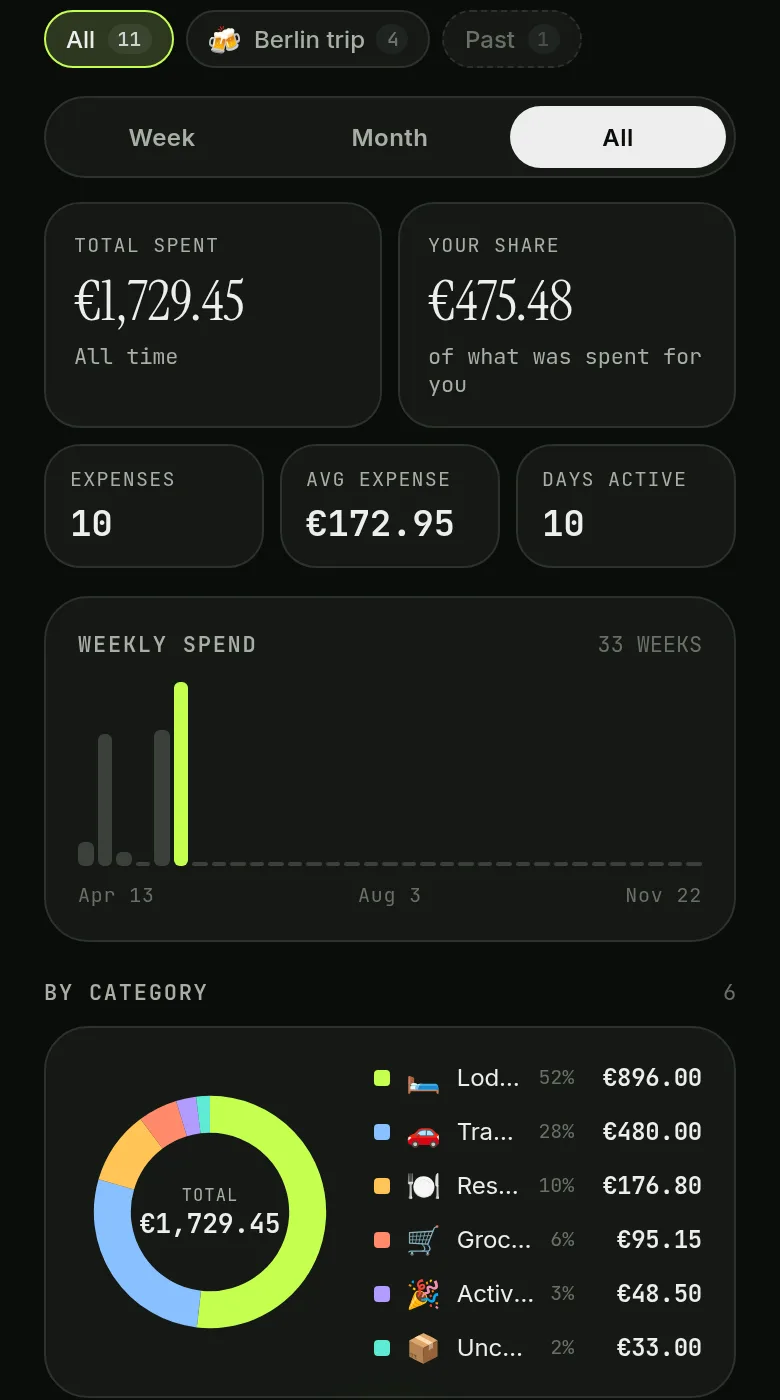 All 11 Berlin trip 4 Past 1
Week Month All
TOTAL SPENT
€1,729.45
All time
YOUR SHARE
€475.48
of what was spent for
you
EXPENSES
10
AVG EXPENSE
€172.95
DAYS ACTIVE
10
WEEKLY SPEND 33 WEEKS
Apr 13 Aug 3 Nov 22
BY CATEGORY 6
TOTAL
€1,729.45
Lod... 52% €896.00
Tra... 28% €480.00
Res... 10% €176.80
Groc... 6% €95.15
Activ... 3% €48.50
Unc... 2% €33.00